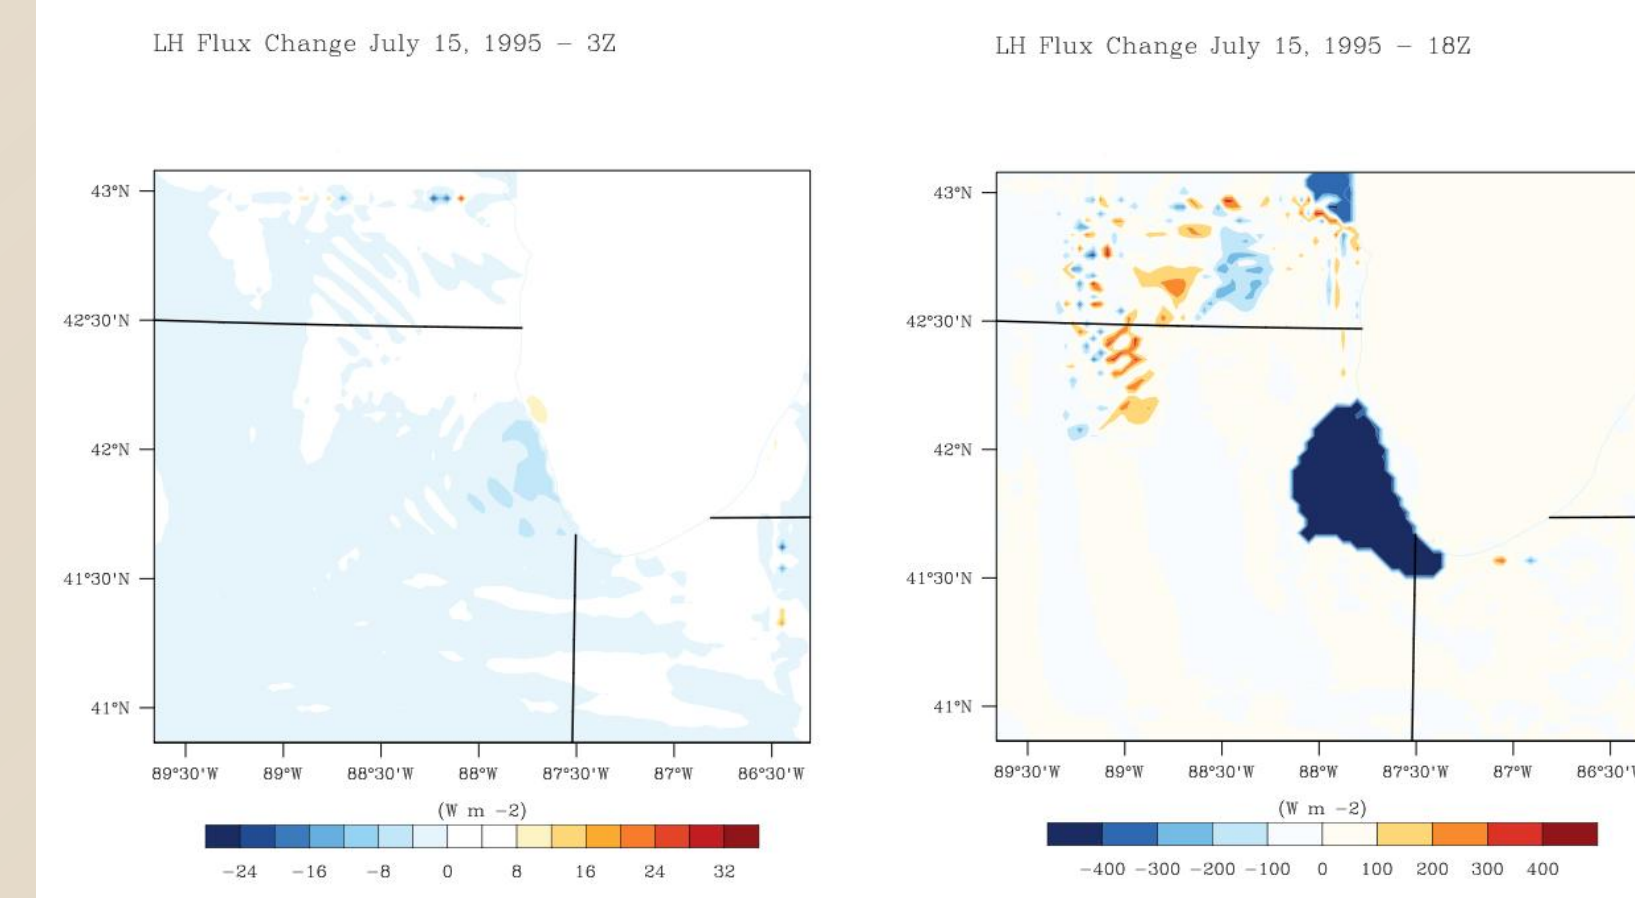 LH Flux Change July 15, 1995 – 3Z
43°N
42°30'N
42°N
41°30'N
41°N
89°30'W 89°W 88°30'W 88°W 87°30'W 87°W 86°30'W
(W m -2)
-24 -16 -8 0 8 16 24 32
LH Flux Change July 15, 1995 – 18Z
43°N
42°30'N
42°N
41°30'N
41°N
89°30'W 89°W 88°30'W 88°W 87°30'W 87°W 86°30'W
(W m -2)
-400 -300 -200 -100 0 100 200 300 400